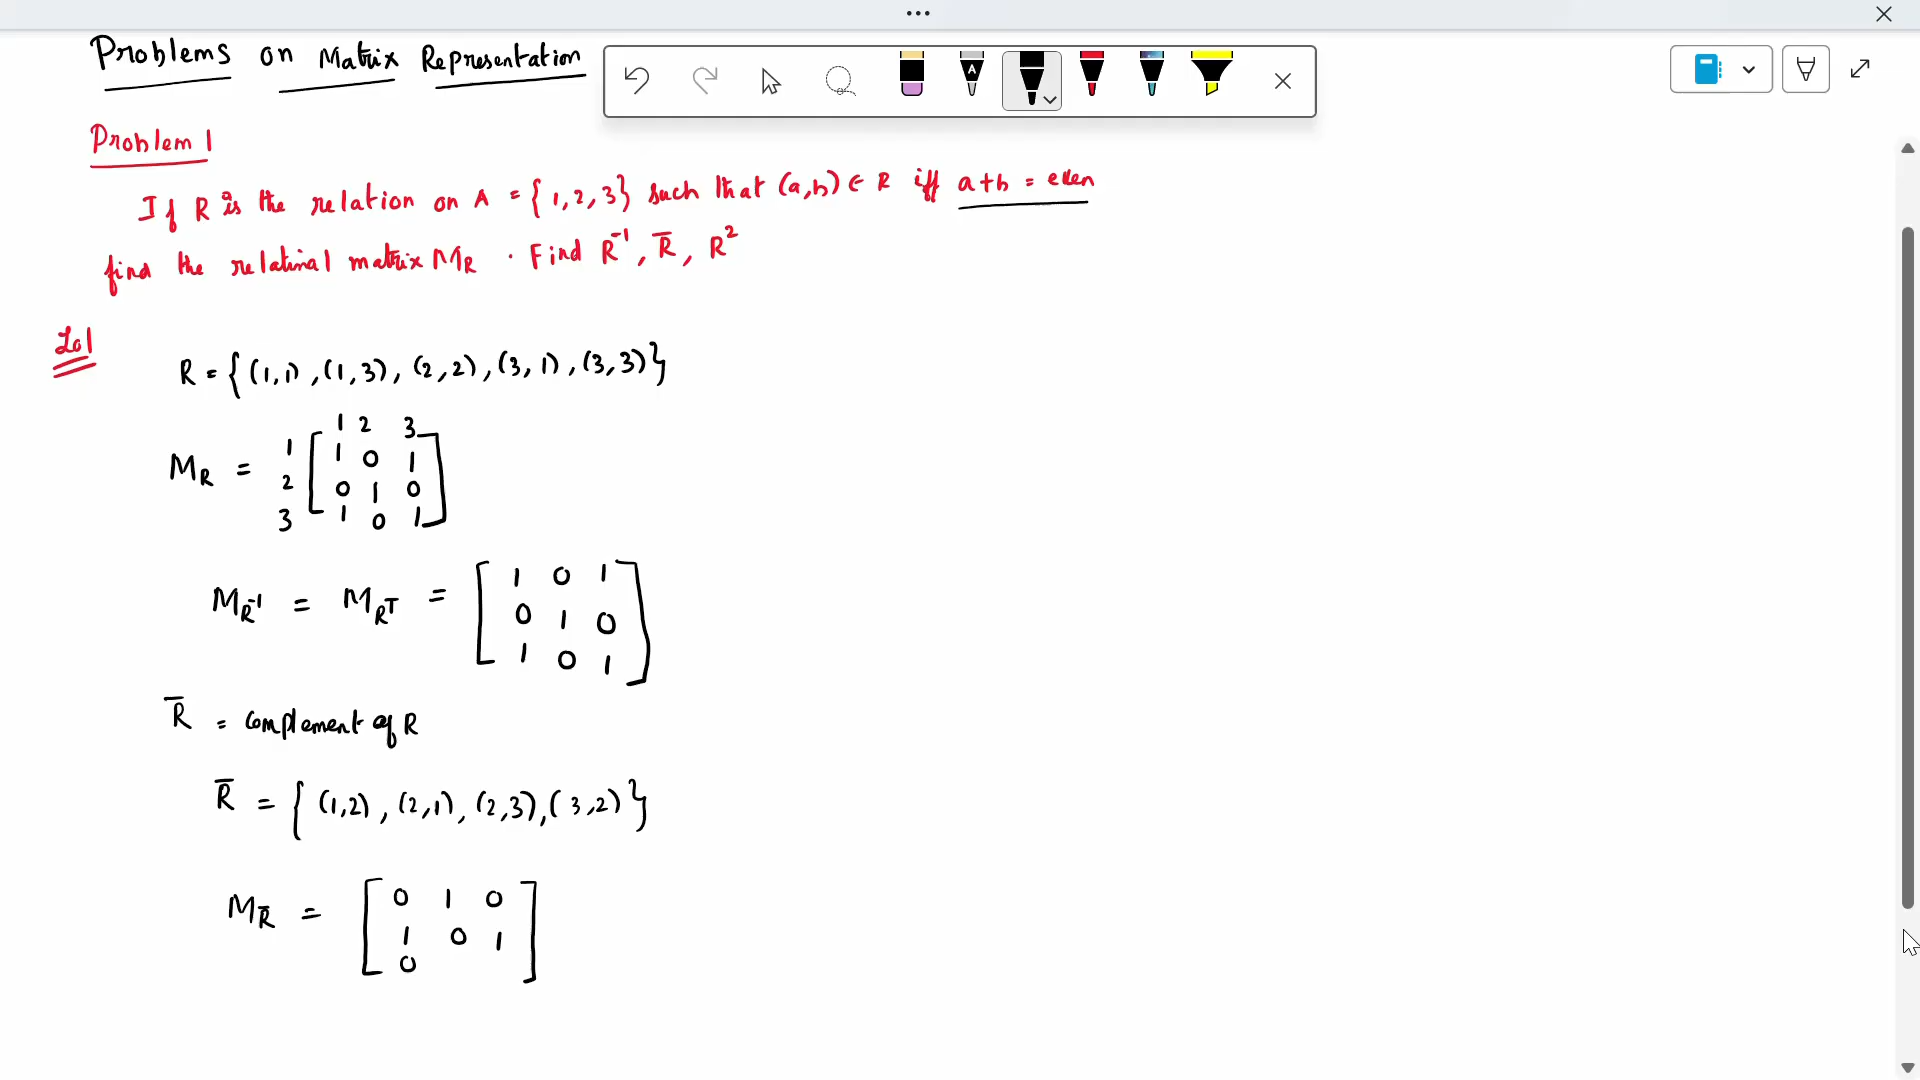 Problems on Matrix Representation
Problem 1
If R is the relation on A = {1,2,3} such that (a,b) ∈ R iff a+b = even
find the relatinal matrix MR . Find R⁻¹, R̅, R²
Sol
R = {(1,1), (1,3), (2,2), (3,1), (3,3)}
1 2 3
MR = 1 [1 0 1]
2 [0 1 0]
3 [1 0 1]
MR⁻¹ = MRᵀ = [1 0 1
0 1 0
1 0 1]
R̅ = complement of R
R̅ = {(1,2), (2,1), (2,3), (3,2)}
MR̅ = [0 1 0
1 0 1
0 ]